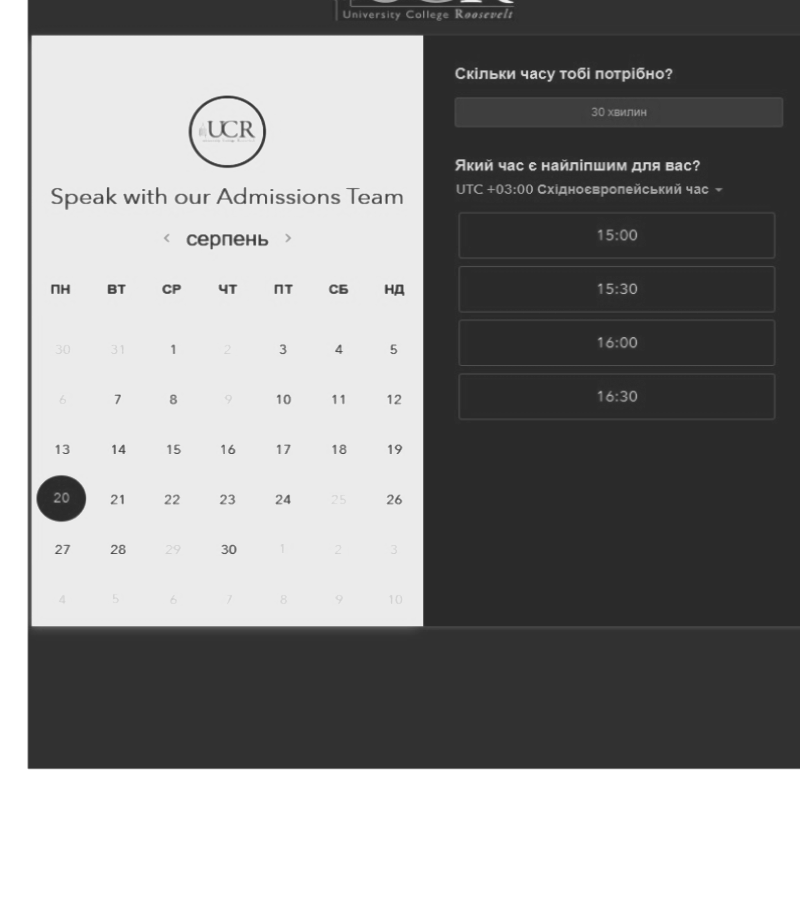 UCR
University College Roosevelt
UCR
Speak with our Admissions Team
< серпень >
ПН ВТ СР ЧТ ПТ СБ НД
30 31 1 2 3 4 5
6 7 8 9 10 11 12
13 14 15 16 17 18 19
20 21 22 23 24 25 26
27 28 29 30 1 2 3
4 5 6 7 8 9 10
Скільки часу тобі потрібно?
30 хвилин
Який час є найліпшим для вас?
UTC +03:00 Східноєвропейський час
15:00
15:30
16:00
16:30